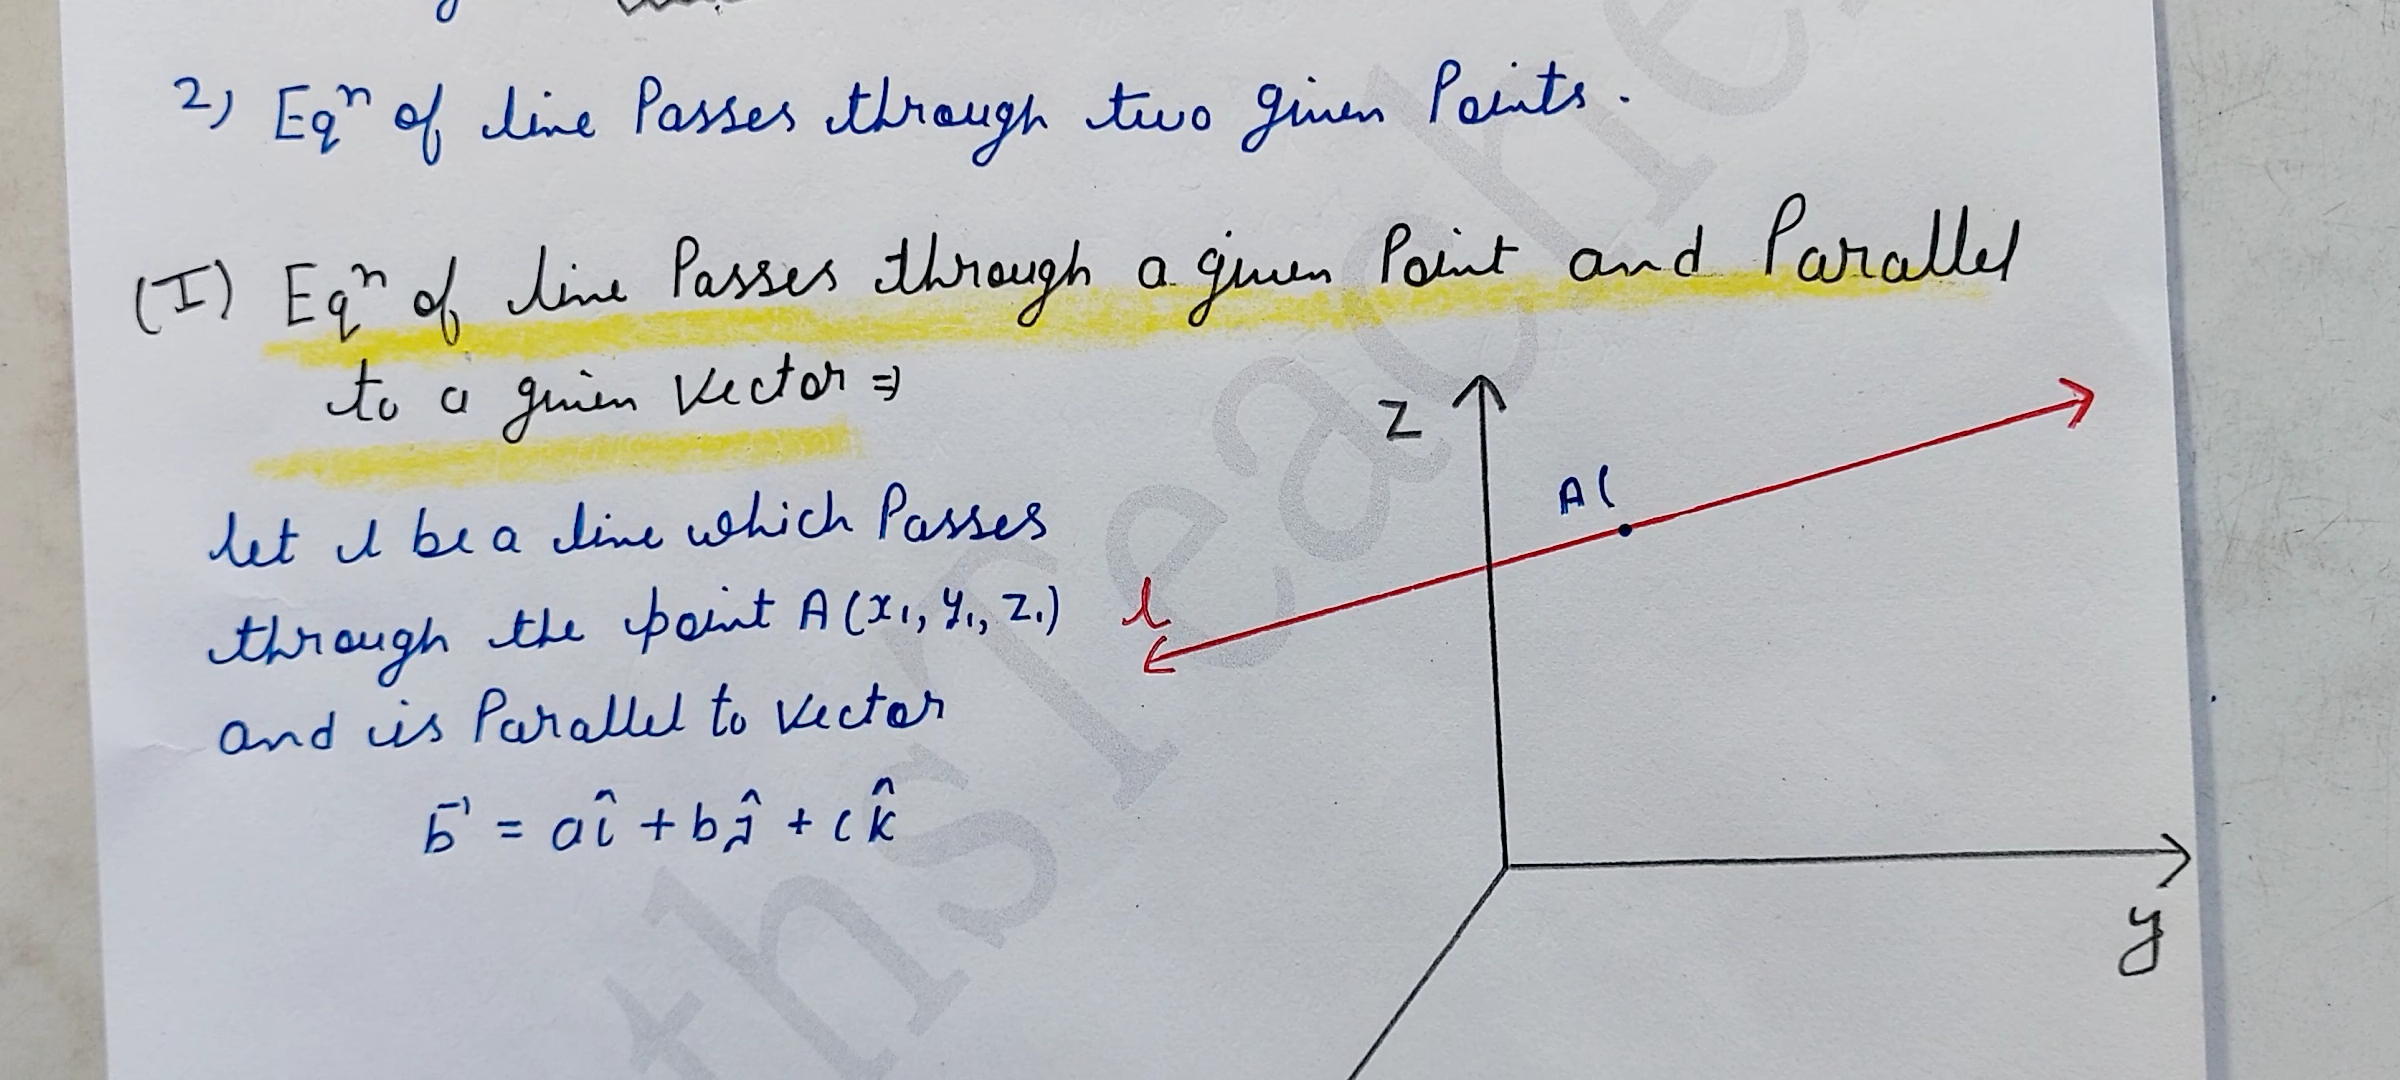 2) Eqⁿ of line Passes through two given Points.
(I) Eqⁿ of line Passes through a given Point and Parallel
to a given Vector ⇒
let l be a line which Passes
through the point A(x₁, y₁, z₁)
and is Parallel to Vector
b⃗ = aî + bĵ + ck̂
z
A(
l
y
thsTeache